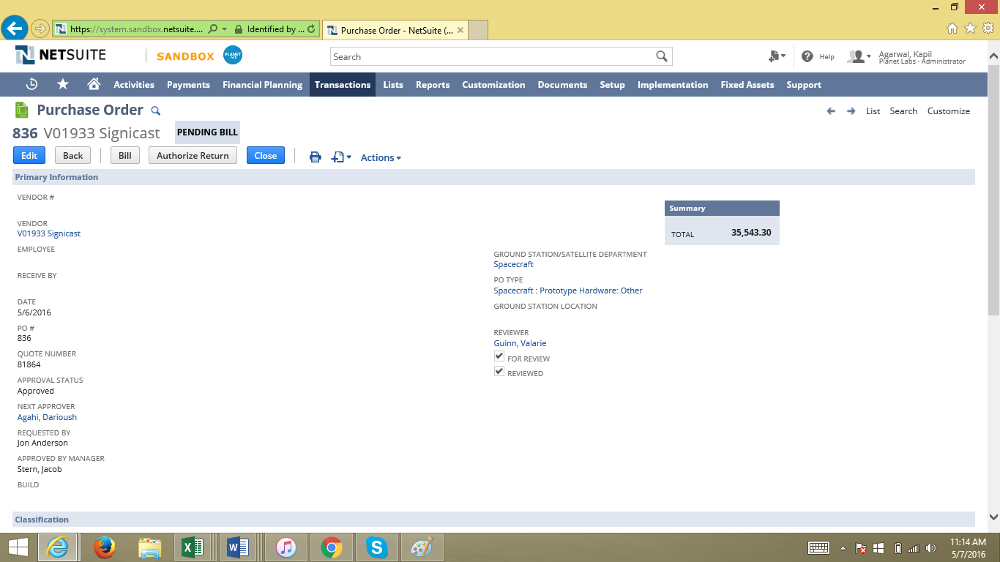 https://system.sandbox.netsuite.... Identified by ... Purchase Order - NetSuite (...
NETSUITE SANDBOX PLANET LABS Search Help Agarwal, Kapil
Planet Labs - Administrator
Activities Payments Financial Planning Transactions Lists Reports Customization Documents Setup Implementation Fixed Assets Support
Purchase Order List Search Customize
836 V01933 Signicast PENDING BILL
Edit Back Bill Authorize Return Close Actions
Primary Information
VENDOR #
VENDOR
V01933 Signicast
EMPLOYEE
RECEIVE BY
DATE
5/6/2016
PO #
836
QUOTE NUMBER
81864
APPROVAL STATUS
Approved
NEXT APPROVER
Agahi, Darioush
REQUESTED BY
Jon Anderson
APPROVED BY MANAGER
Stern, Jacob
BUILD
GROUND STATION/SATELLITE DEPARTMENT
Spacecraft
PO TYPE
Spacecraft : Prototype Hardware: Other
GROUND STATION LOCATION
REVIEWER
Guinn, Valarie
FOR REVIEW
REVIEWED
Summary
TOTAL 35,543.30
Classification
11:14 AM
5/7/2016